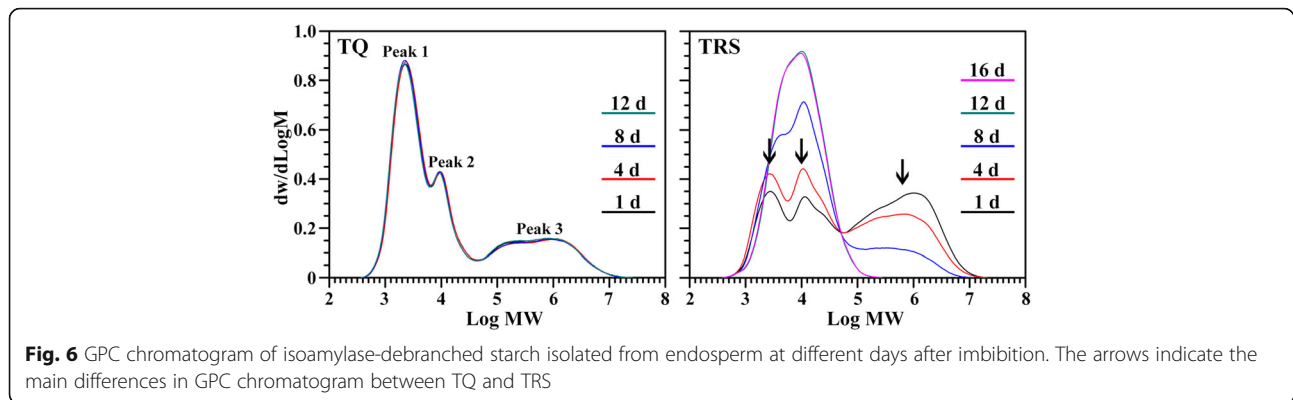 TQ
Peak 1
Peak 2
Peak 3
12 d
8 d
4 d
1 d
dw/dLogM
1.0
0.8
0.6
0.4
0.2
0
2 3 4 5 6 7 8
Log MW
TRS
16 d
12 d
8 d
4 d
1 d
2 3 4 5 6 7 8
Log MW
Fig. 6 GPC chromatogram of isoamylase-debranched starch isolated from endosperm at different days after imbibition. The arrows indicate the
main differences in GPC chromatogram between TQ and TRS